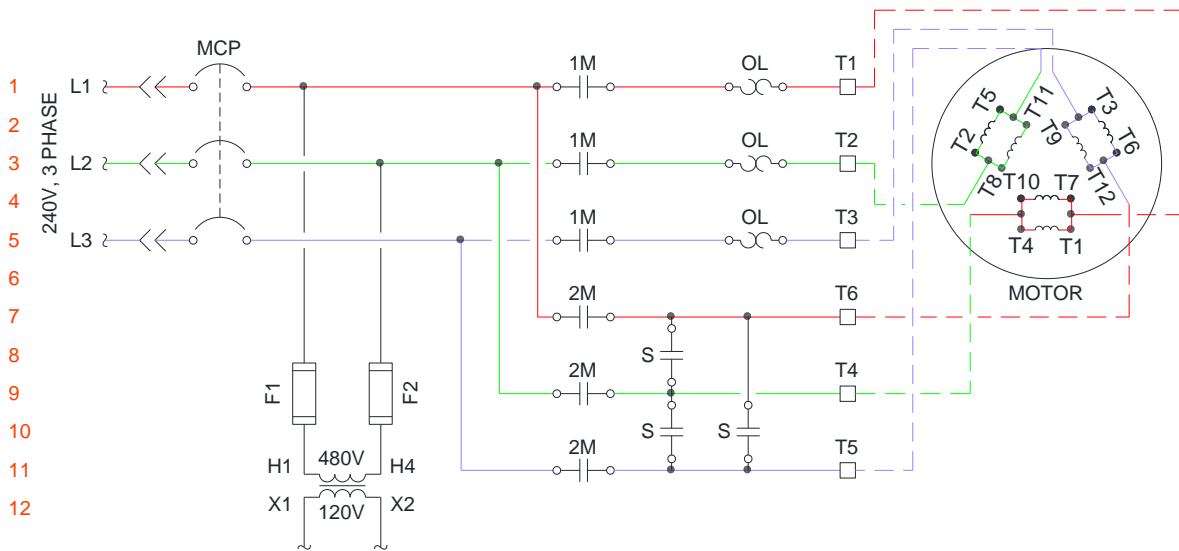 MCP
1M
OL
T1
1
L1
240V, 3 PHASE
T5
T11
T3
2
T9
T6
1M
OL
T2
3
L2
T2
T8
T12
T10
T7
4
1M
OL
T3
5
L3
T4
T1
6
MOTOR
2M
T6
7
8
S
2M
T4
9
F1
F2
10
S
S
2M
T5
11
H1
480V
H4
12
X1
120V
X2